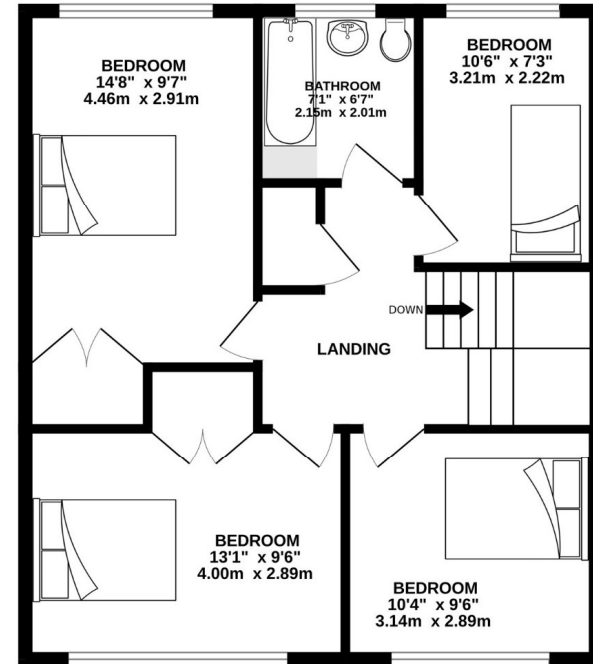 BEDROOM
14'8" x 9'7"
4.46m x 2.91m
BATHROOM
7'1" x 6'7"
2.15m x 2.01m
BEDROOM
10'6" x 7'3"
3.21m x 2.22m
DOWN
LANDING
BEDROOM
13'1" x 9'6"
4.00m x 2.89m
BEDROOM
10'4" x 9'6"
3.14m x 2.89m